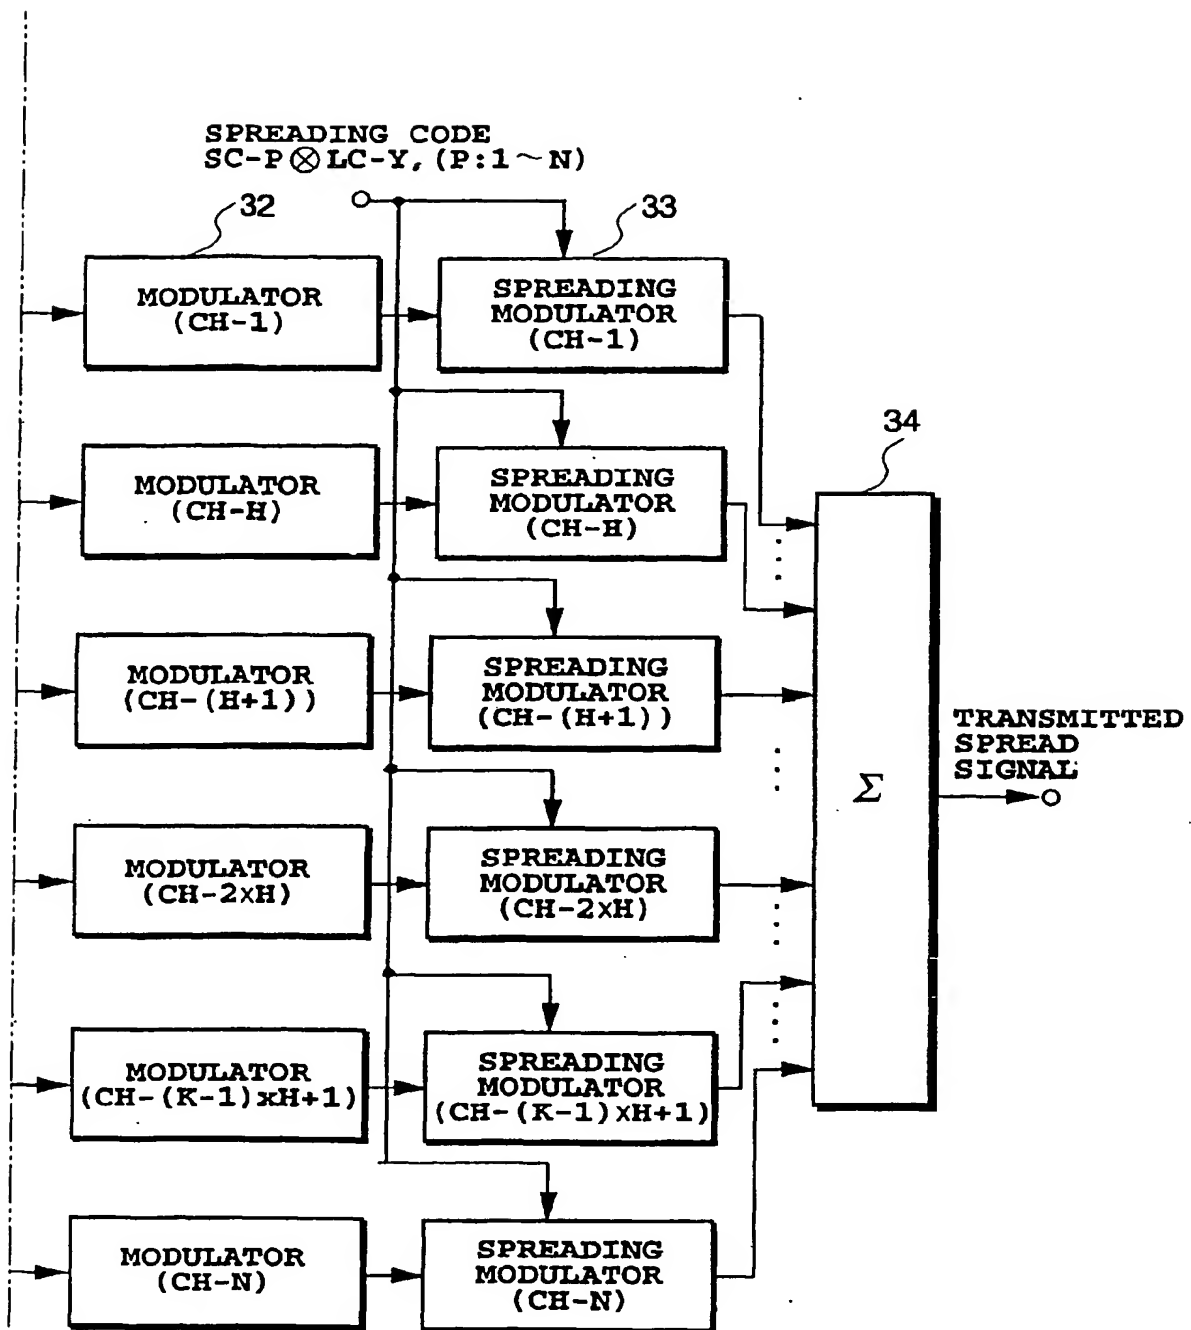 SPREADING CODE
SC-P⊗LC-Y, (P:1～N)
32
33
MODULATOR
(CH-1)
SPREADING
MODULATOR
(CH-1)
34
MODULATOR
(CH-H)
SPREADING
MODULATOR
(CH-H)
MODULATOR
(CH-(H+1))
SPREADING
MODULATOR
(CH-(H+1))
TRANSMITTED
SPREAD
SIGNAL
Σ
MODULATOR
(CH-2xH)
SPREADING
MODULATOR
(CH-2xH)
MODULATOR
(CH-(K-1)xH+1)
SPREADING
MODULATOR
(CH-(K-1)xH+1)
MODULATOR
(CH-N)
SPREADING
MODULATOR
(CH-N)